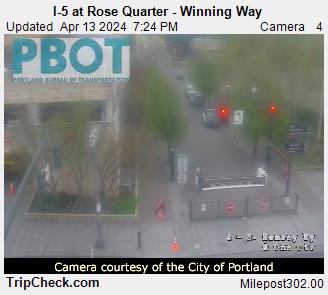 I-5 at Rose Quarter - Winning Way
Updated Apr 13 2024 7:24 PM Camera 4
PBOT
PORTLAND BUREAU OF TRANSPORTATION
Camera courtesy of the City of Portland
TripCheck.com Milepost302.00